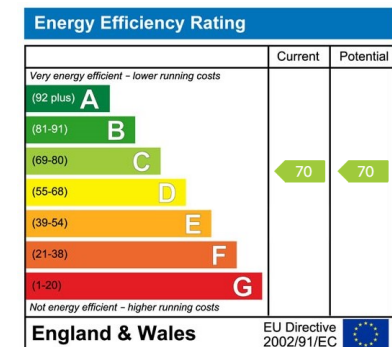 Energy Efficiency Rating
Current Potential
Very energy efficient – lower running costs
(92 plus) A
(81-91) B
(69-80) C
70 70
(55-68) D
(39-54) E
(21-38) F
(1-20) G
Not energy efficient – higher running costs
England & Wales
EU Directive
2002/91/EC